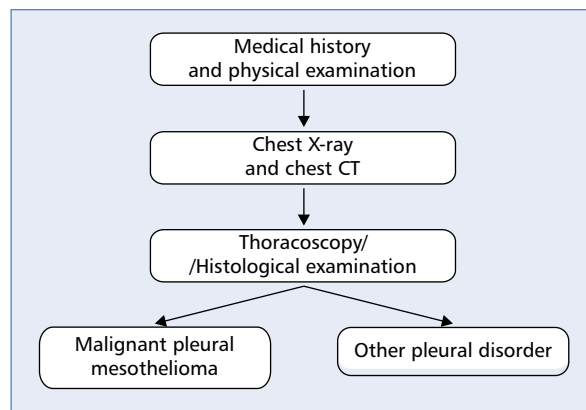 Medical history
and physical examination
Chest X-ray
and chest CT
Thoracoscopy/
/Histological examination
Malignant pleural
mesothelioma
Other pleural disorder